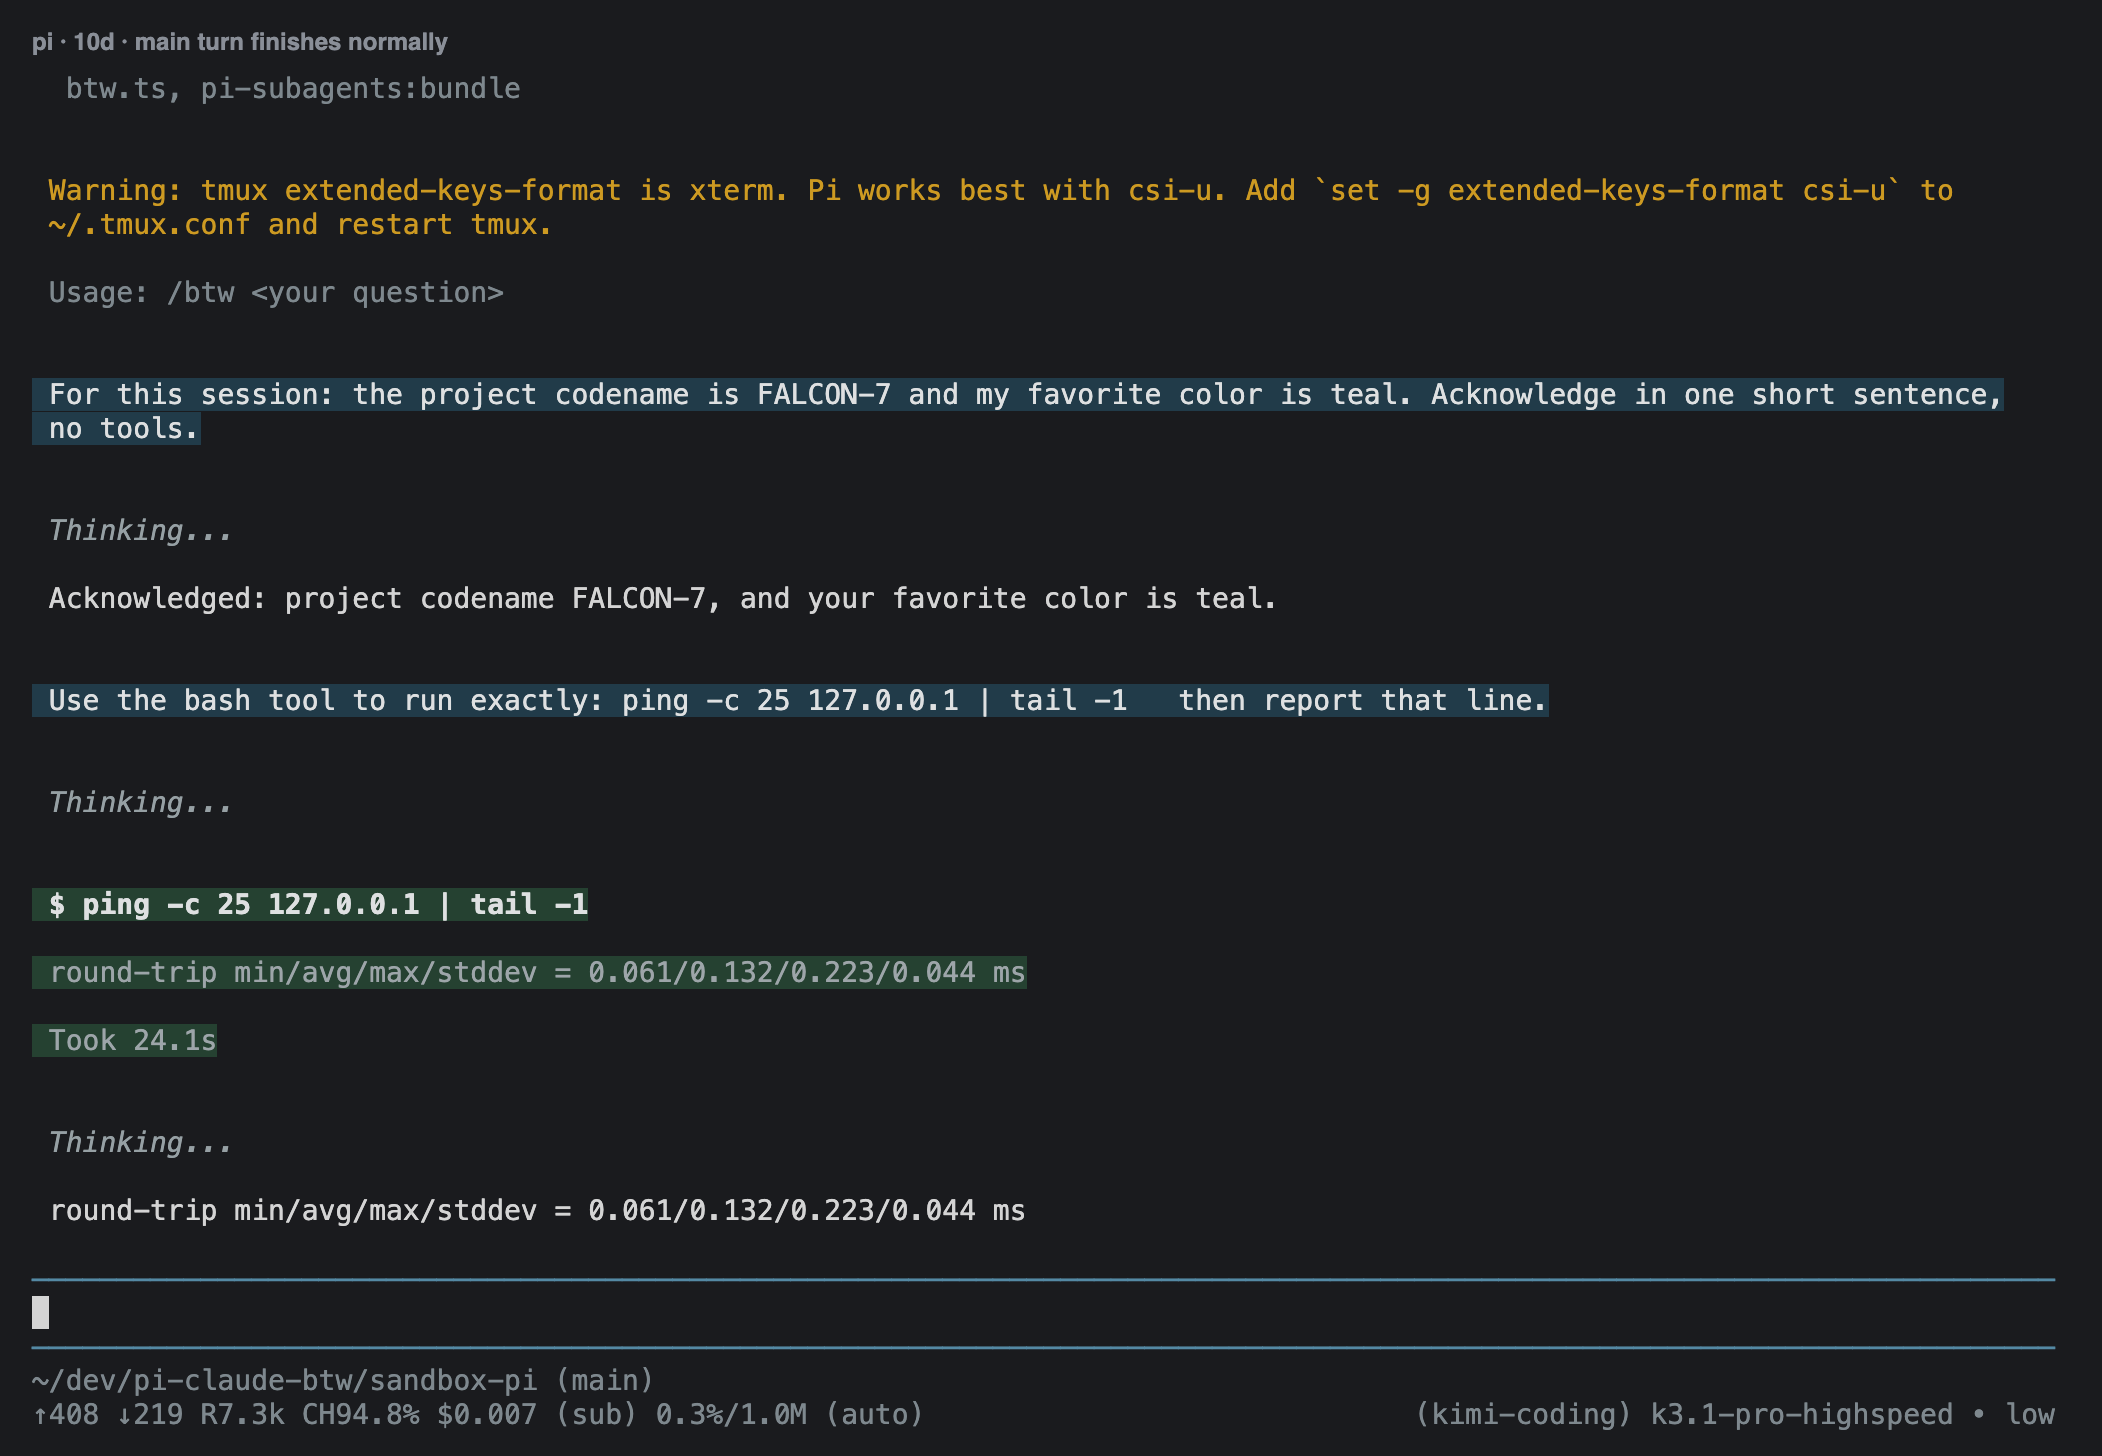 pi · 10d · main turn finishes normally
btw.ts, pi-subagents:bundle
Warning: tmux extended-keys-format is xterm. Pi works best with csi-u. Add `set -g extended-keys-format csi-u` to
~/.tmux.conf and restart tmux.
Usage: /btw <your question>
For this session: the project codename is FALCON-7 and my favorite color is teal. Acknowledge in one short sentence,
no tools.
Thinking...
Acknowledged: project codename FALCON-7, and your favorite color is teal.
Use the bash tool to run exactly: ping -c 25 127.0.0.1 | tail -1   then report that line.
Thinking...
$ ping -c 25 127.0.0.1 | tail -1
round-trip min/avg/max/stddev = 0.061/0.132/0.223/0.044 ms
Took 24.1s
Thinking...
round-trip min/avg/max/stddev = 0.061/0.132/0.223/0.044 ms
~/dev/pi-claude-btw/sandbox-pi (main)
↑408 ↓219 R7.3k CH94.8% $0.007 (sub) 0.3%/1.0M (auto) (kimi-coding) k3.1-pro-highspeed • low